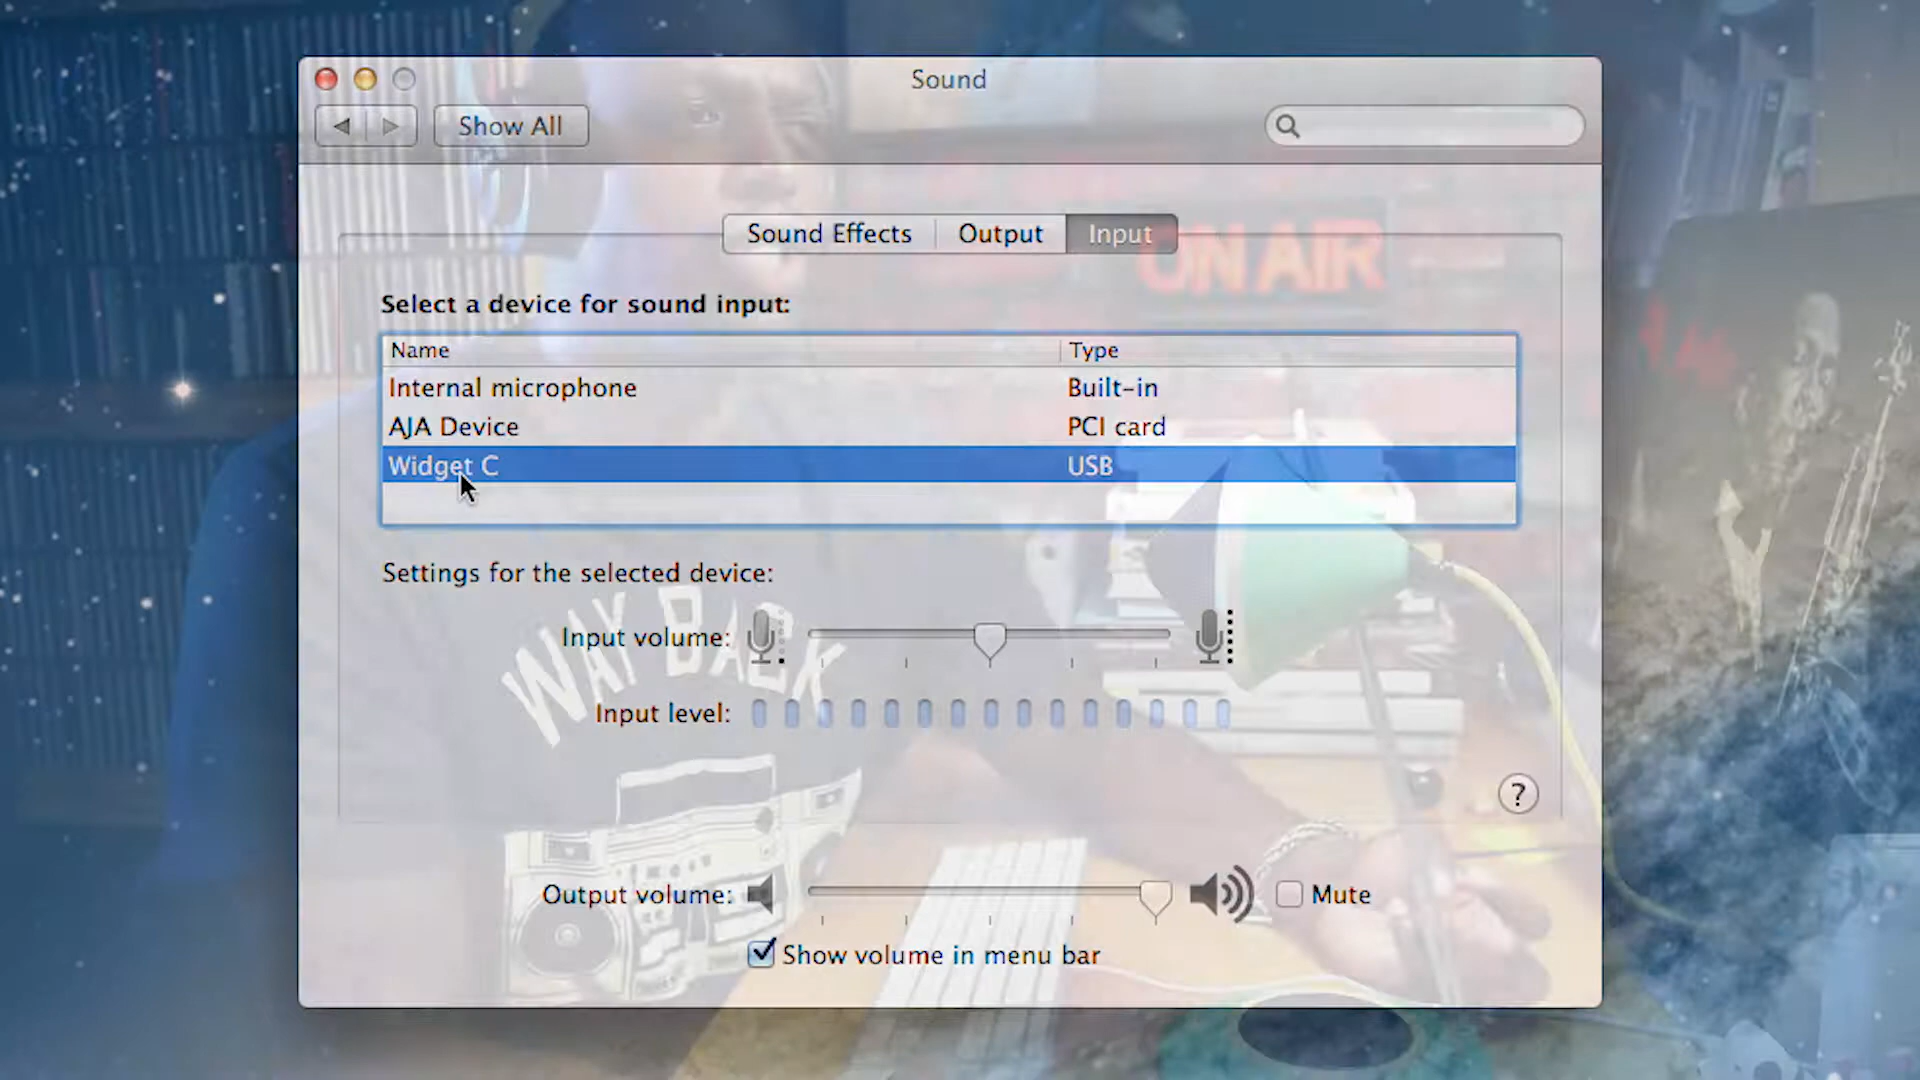 Sound
Show All
Sound Effects Output Input
ON AIR
Select a device for sound input:
Name Type
Internal microphone Built-in
AJA Device PCI card
Widget C USB
Settings for the selected device:
Input volume:
WAY BACK
Input level:
?
Output volume: Mute
Show volume in menu bar